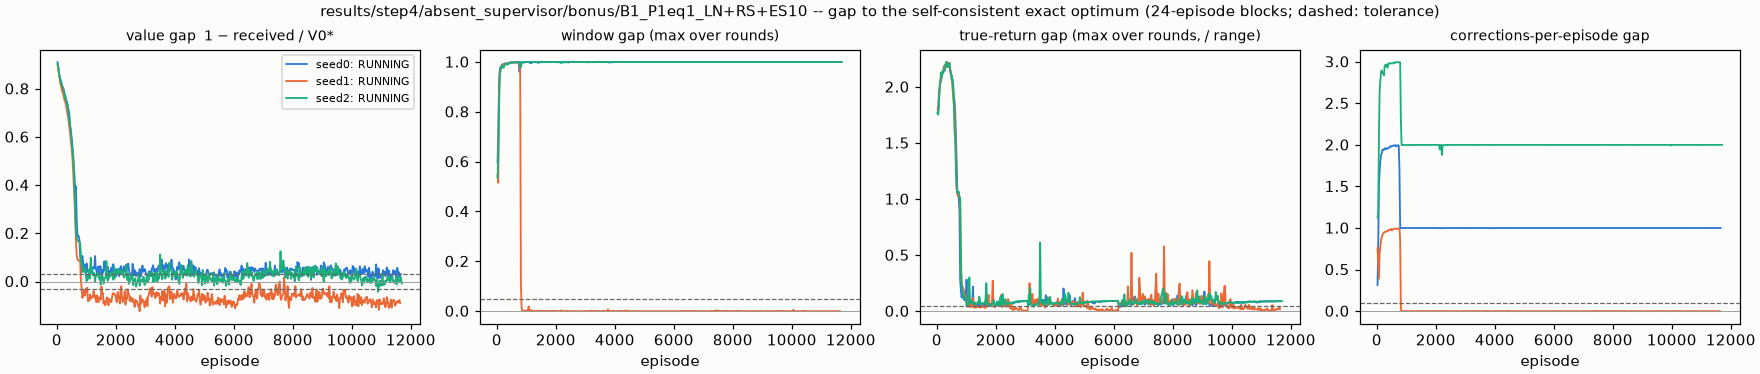 results/step4/absent_supervisor/bonus/B1_P1eq1_LN+RS+ES10 -- gap to the self-consistent exact optimum (24-episode blocks; dashed: tolerance)
value gap  1 − received / V0*
seed0: RUNNING
seed1: RUNNING
seed2: RUNNING
0.8
0.6
0.4
0.2
0.0
0 2000 4000 6000 8000 10000 12000
episode
window gap (max over rounds)
1.0
0.8
0.6
0.4
0.2
0.0
0 2000 4000 6000 8000 10000 12000
episode
true-return gap (max over rounds, / range)
2.0
1.5
1.0
0.5
0.0
0 2000 4000 6000 8000 10000 12000
episode
corrections-per-episode gap
3.0
2.5
2.0
1.5
1.0
0.5
0.0
0 2000 4000 6000 8000 10000 12000
episode